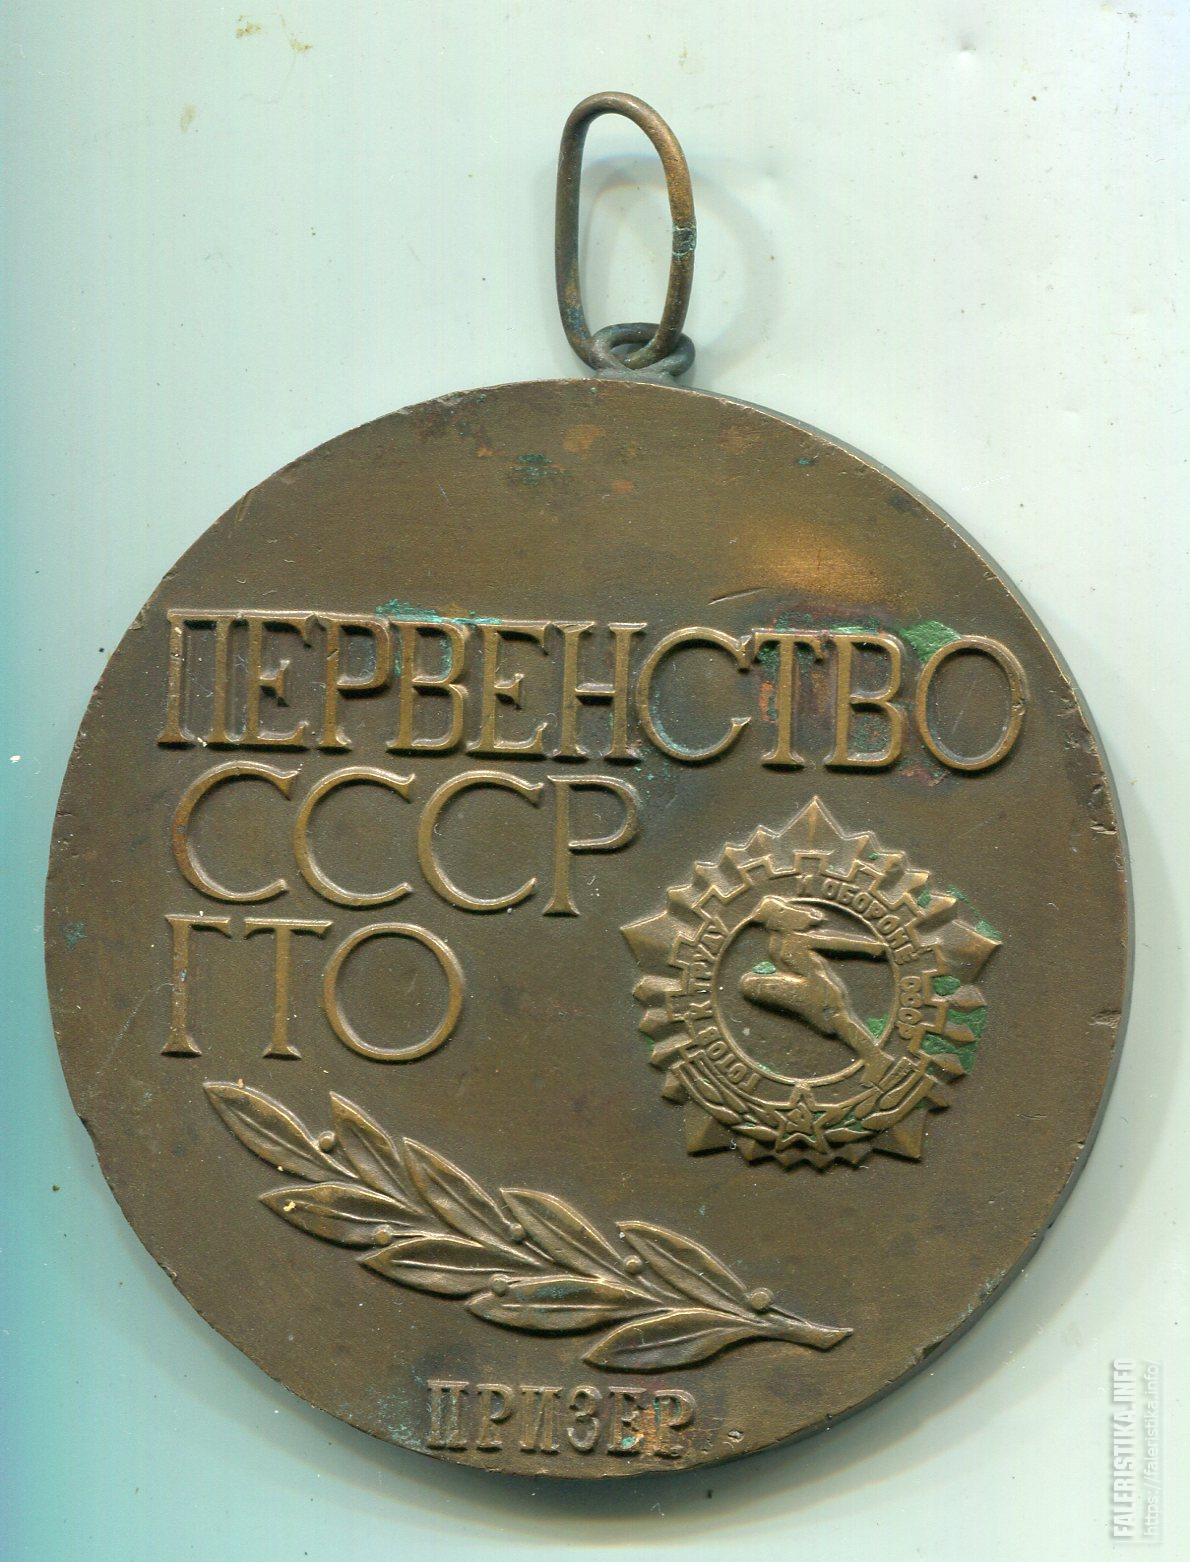 ПЕРВЕНСТВО
СССР
ГТО
ГОТОВ К ТРУДУ И ОБОРОНЕ СССР
ПРИЗЕР
FALERISTIKA.INFO
https://faleristika.info